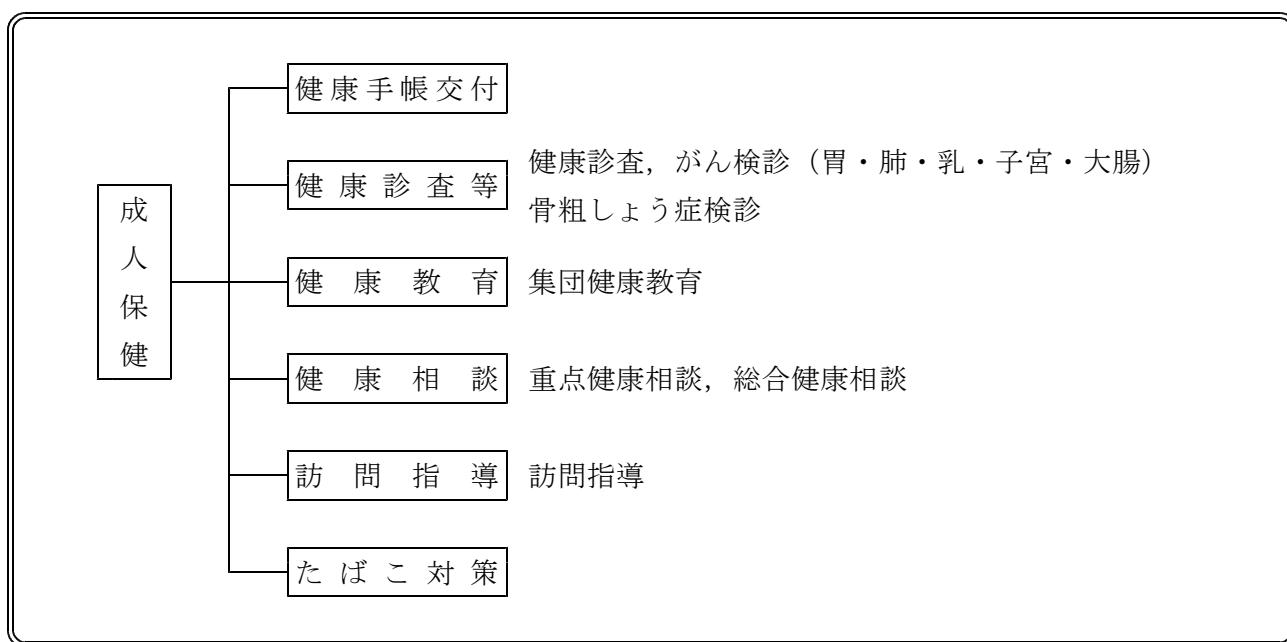 成人保健
健康手帳交付
健康診査等
健康診査，がん検診（胃・肺・乳・子宮・大腸）
骨粗しょう症検診
健康教育
集団健康教育
健康相談
重点健康相談，総合健康相談
訪問指導
訪問指導
たばこ対策